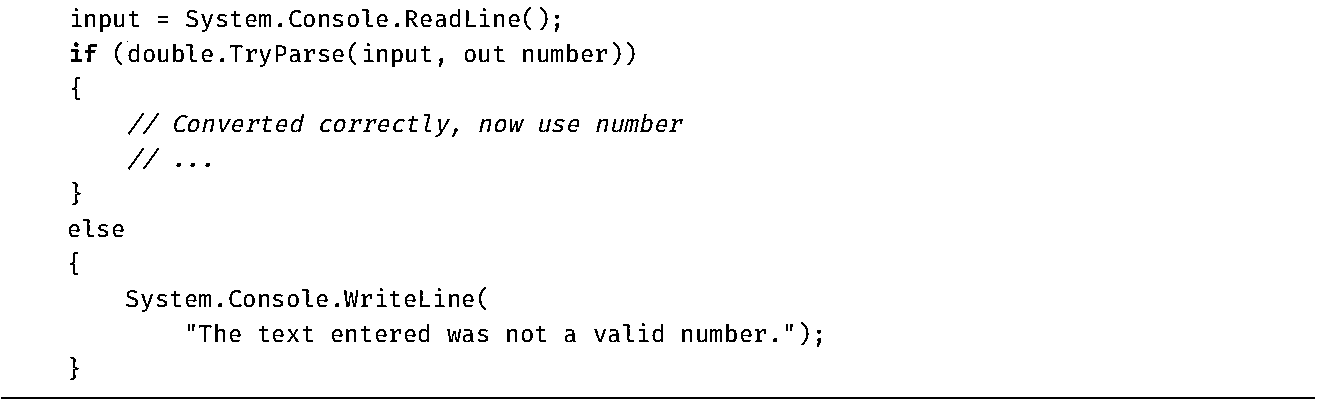 input = System.Console.ReadLine();
if (double.TryParse(input, out number))
{
// Converted correctly, now use number
// ...
}
else
{
System.Console.WriteLine(
"The text entered was not a valid number.");
}